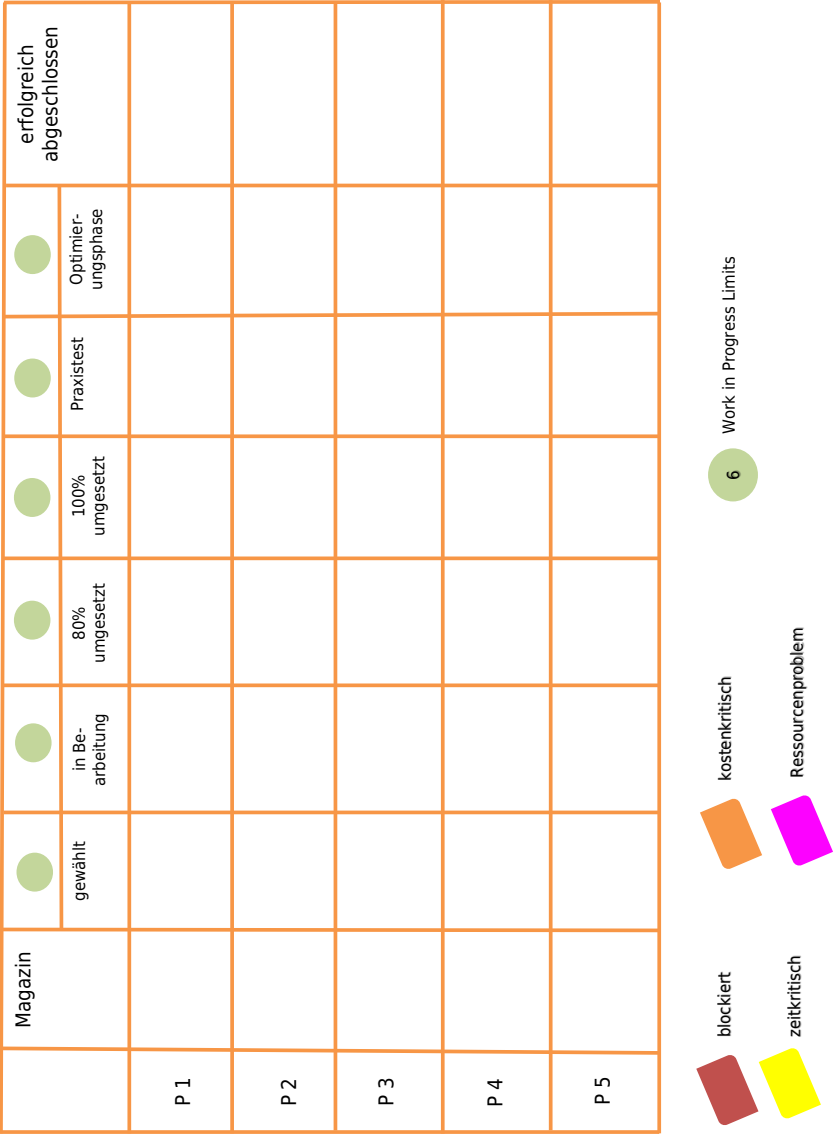 Magazin
gewählt
in Be-
arbeitung
80%
umgesetzt
100%
umgesetzt
Praxistest
Optimier-
ungsphase
erfolgreich
abgeschlossen
P 1
P 2
P 3
P 4
P 5
blockiert
kostenkritisch
6
Work in Progress Limits
zeitkritisch
Ressourcenproblem